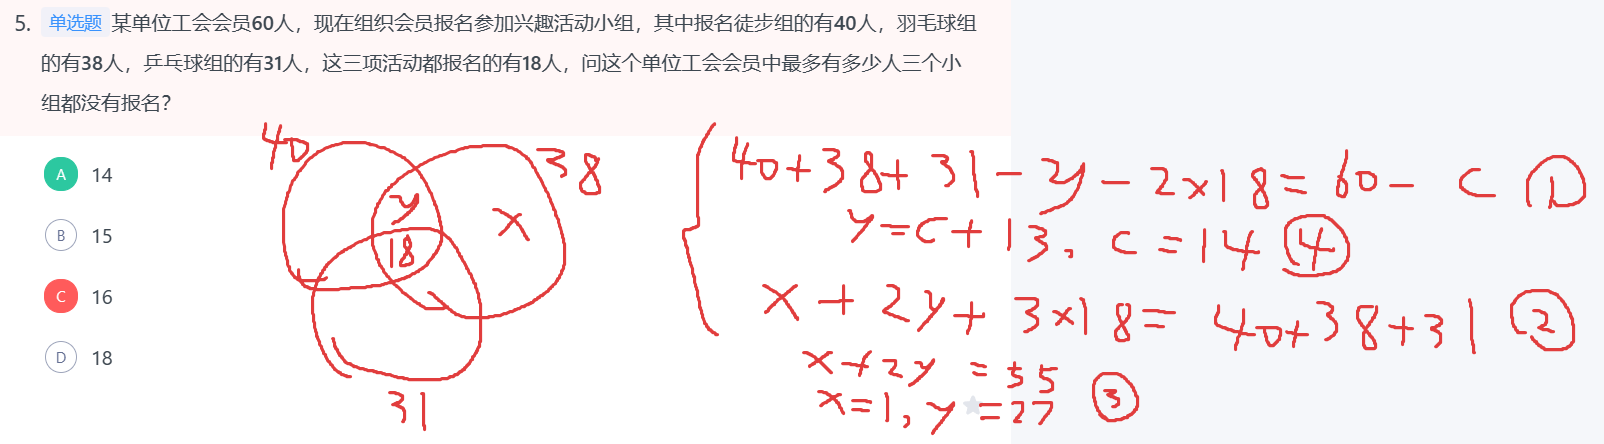 5. 单选题 某单位工会会员60人，现在组织会员报名参加兴趣活动小组，其中报名徒步组的有40人，羽毛球组
的有38人，乒乓球组的有31人，这三项活动都报名的有18人，问这个单位工会会员中最多有多少人三个小
组都没有报名？
A 14
B 15
C 16
D 18
40
38
y
x
18
31
40+38+31-y-2×18=60-c ①
y=c+13, c=14 ④
x+2y+3×18=40+38+31 ②
x+2y=55
x=1, y=27 ③